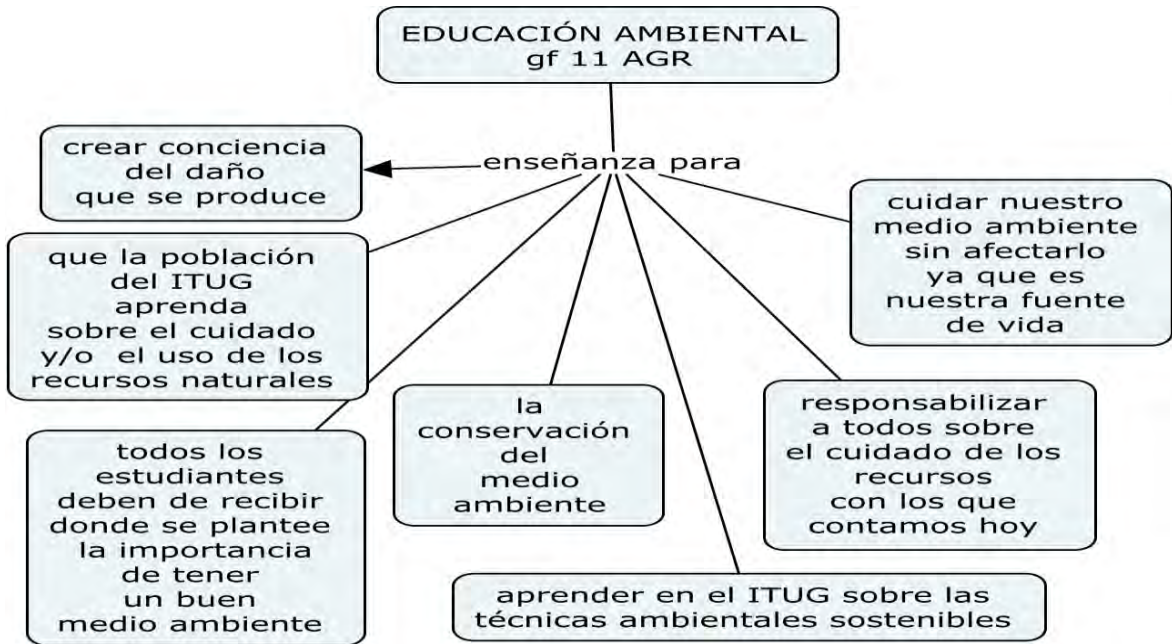 EDUCACIÓN AMBIENTAL
gf 11 AGR
enseñanza para
crear conciencia
del daño
que se produce
que la población
del ITUG
aprenda
sobre el cuidado
y/o el uso de los
recursos naturales
todos los
estudiantes
deben de recibir
donde se plantee
la importancia
de tener
un buen
medio ambiente
la
conservación
del
medio
ambiente
aprender en el ITUG sobre las
técnicas ambientales sostenibles
responsabilizar
a todos sobre
el cuidado de los
recursos
con los que
contamos hoy
cuidar nuestro
medio ambiente
sin afectarlo
ya que es
nuestra fuente
de vida